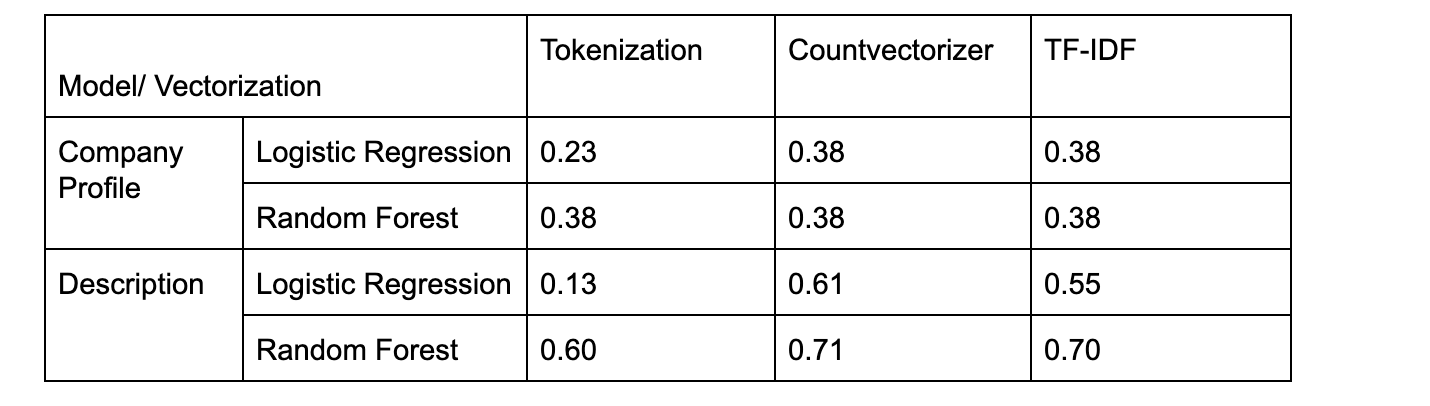 Model/ Vectorization Tokenization Countvectorizer TF-IDF
Company Profile Logistic Regression 0.23 0.38 0.38
Random Forest 0.38 0.38 0.38
Description Logistic Regression 0.13 0.61 0.55
Random Forest 0.60 0.71 0.70